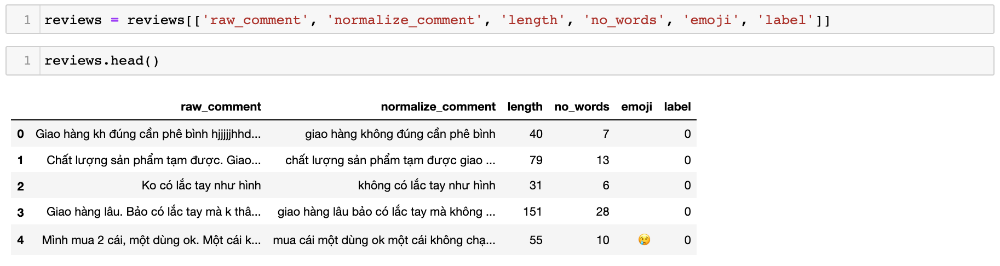 1 reviews = reviews[['raw_comment', 'normalize_comment', 'length', 'no_words', 'emoji', 'label']]
1 reviews.head()
raw_comment normalize_comment length no_words emoji label
0 Giao hàng kh đúng cần phê bình hjjjjjhhd... giao hàng không đúng cần phê bình 40 7 0
1 Chất lượng sản phẩm tạm được. Giao... chất lượng sản phẩm tạm được giao ... 79 13 0
2 Ko có lắc tay như hình không có lắc tay như hình 31 6 0
3 Giao hàng lâu. Bảo có lắc tay mà k thâ... giao hàng lâu bảo có lắc tay mà không ... 151 28 0
4 Mình mua 2 cái, một dùng ok. Một cái k... mua cái một dùng ok một cái không chạ... 55 10 😢 0